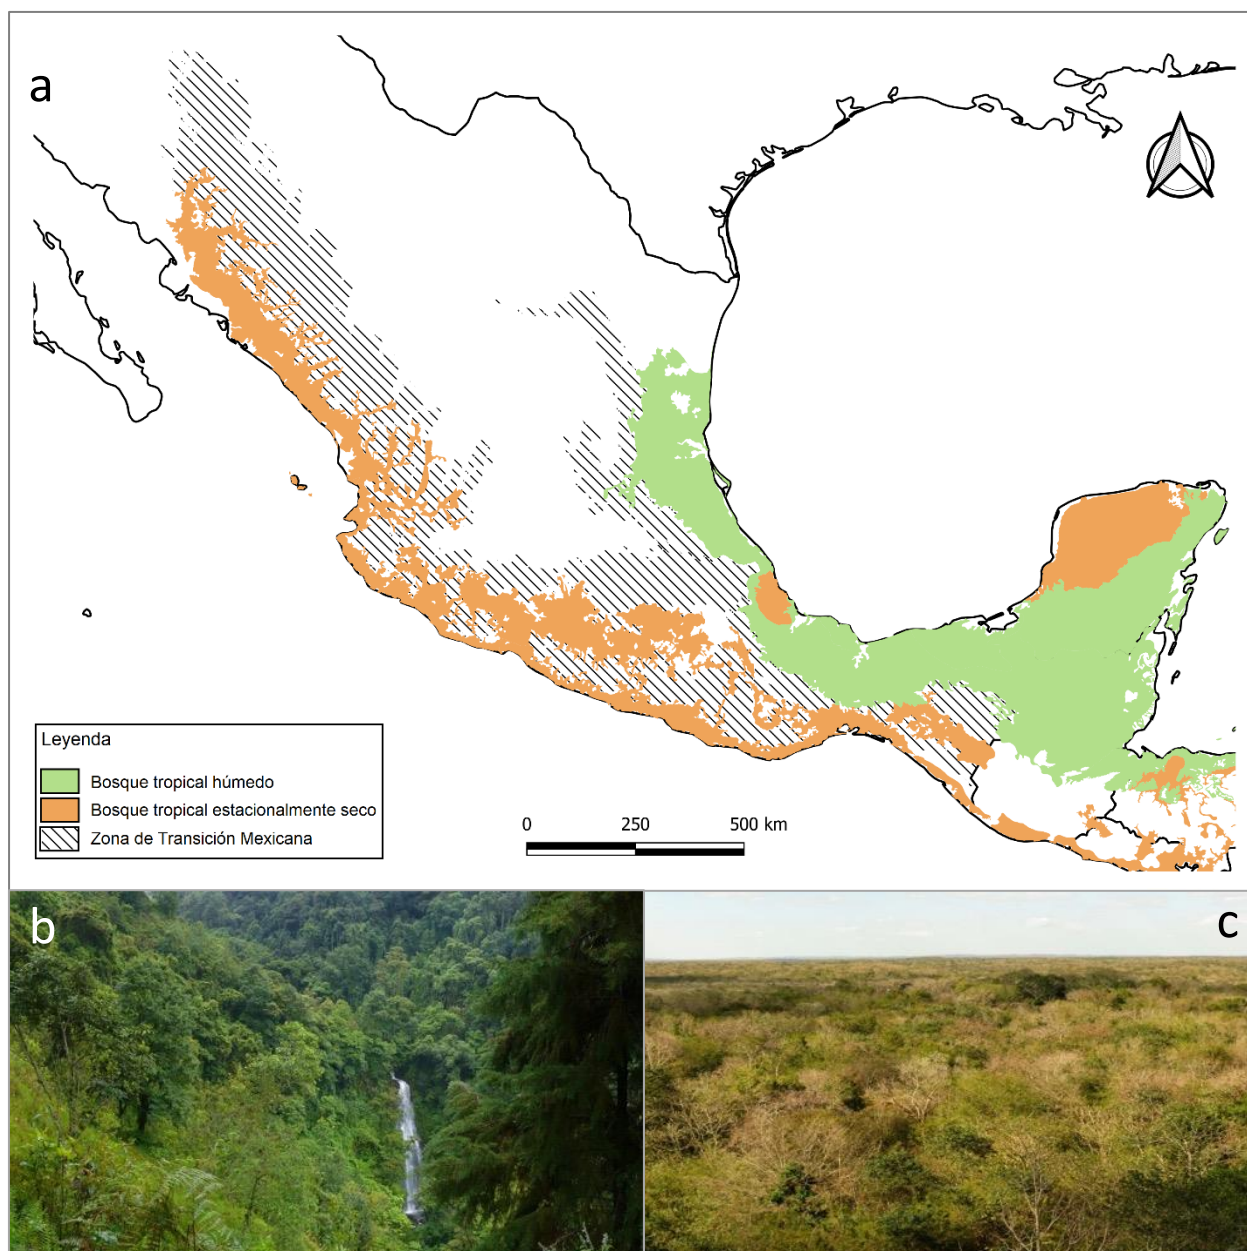 a
Leyenda
Bosque tropical húmedo
Bosque tropical estacionalmente seco
Zona de Transición Mexicana
0 250 500 km
b
c